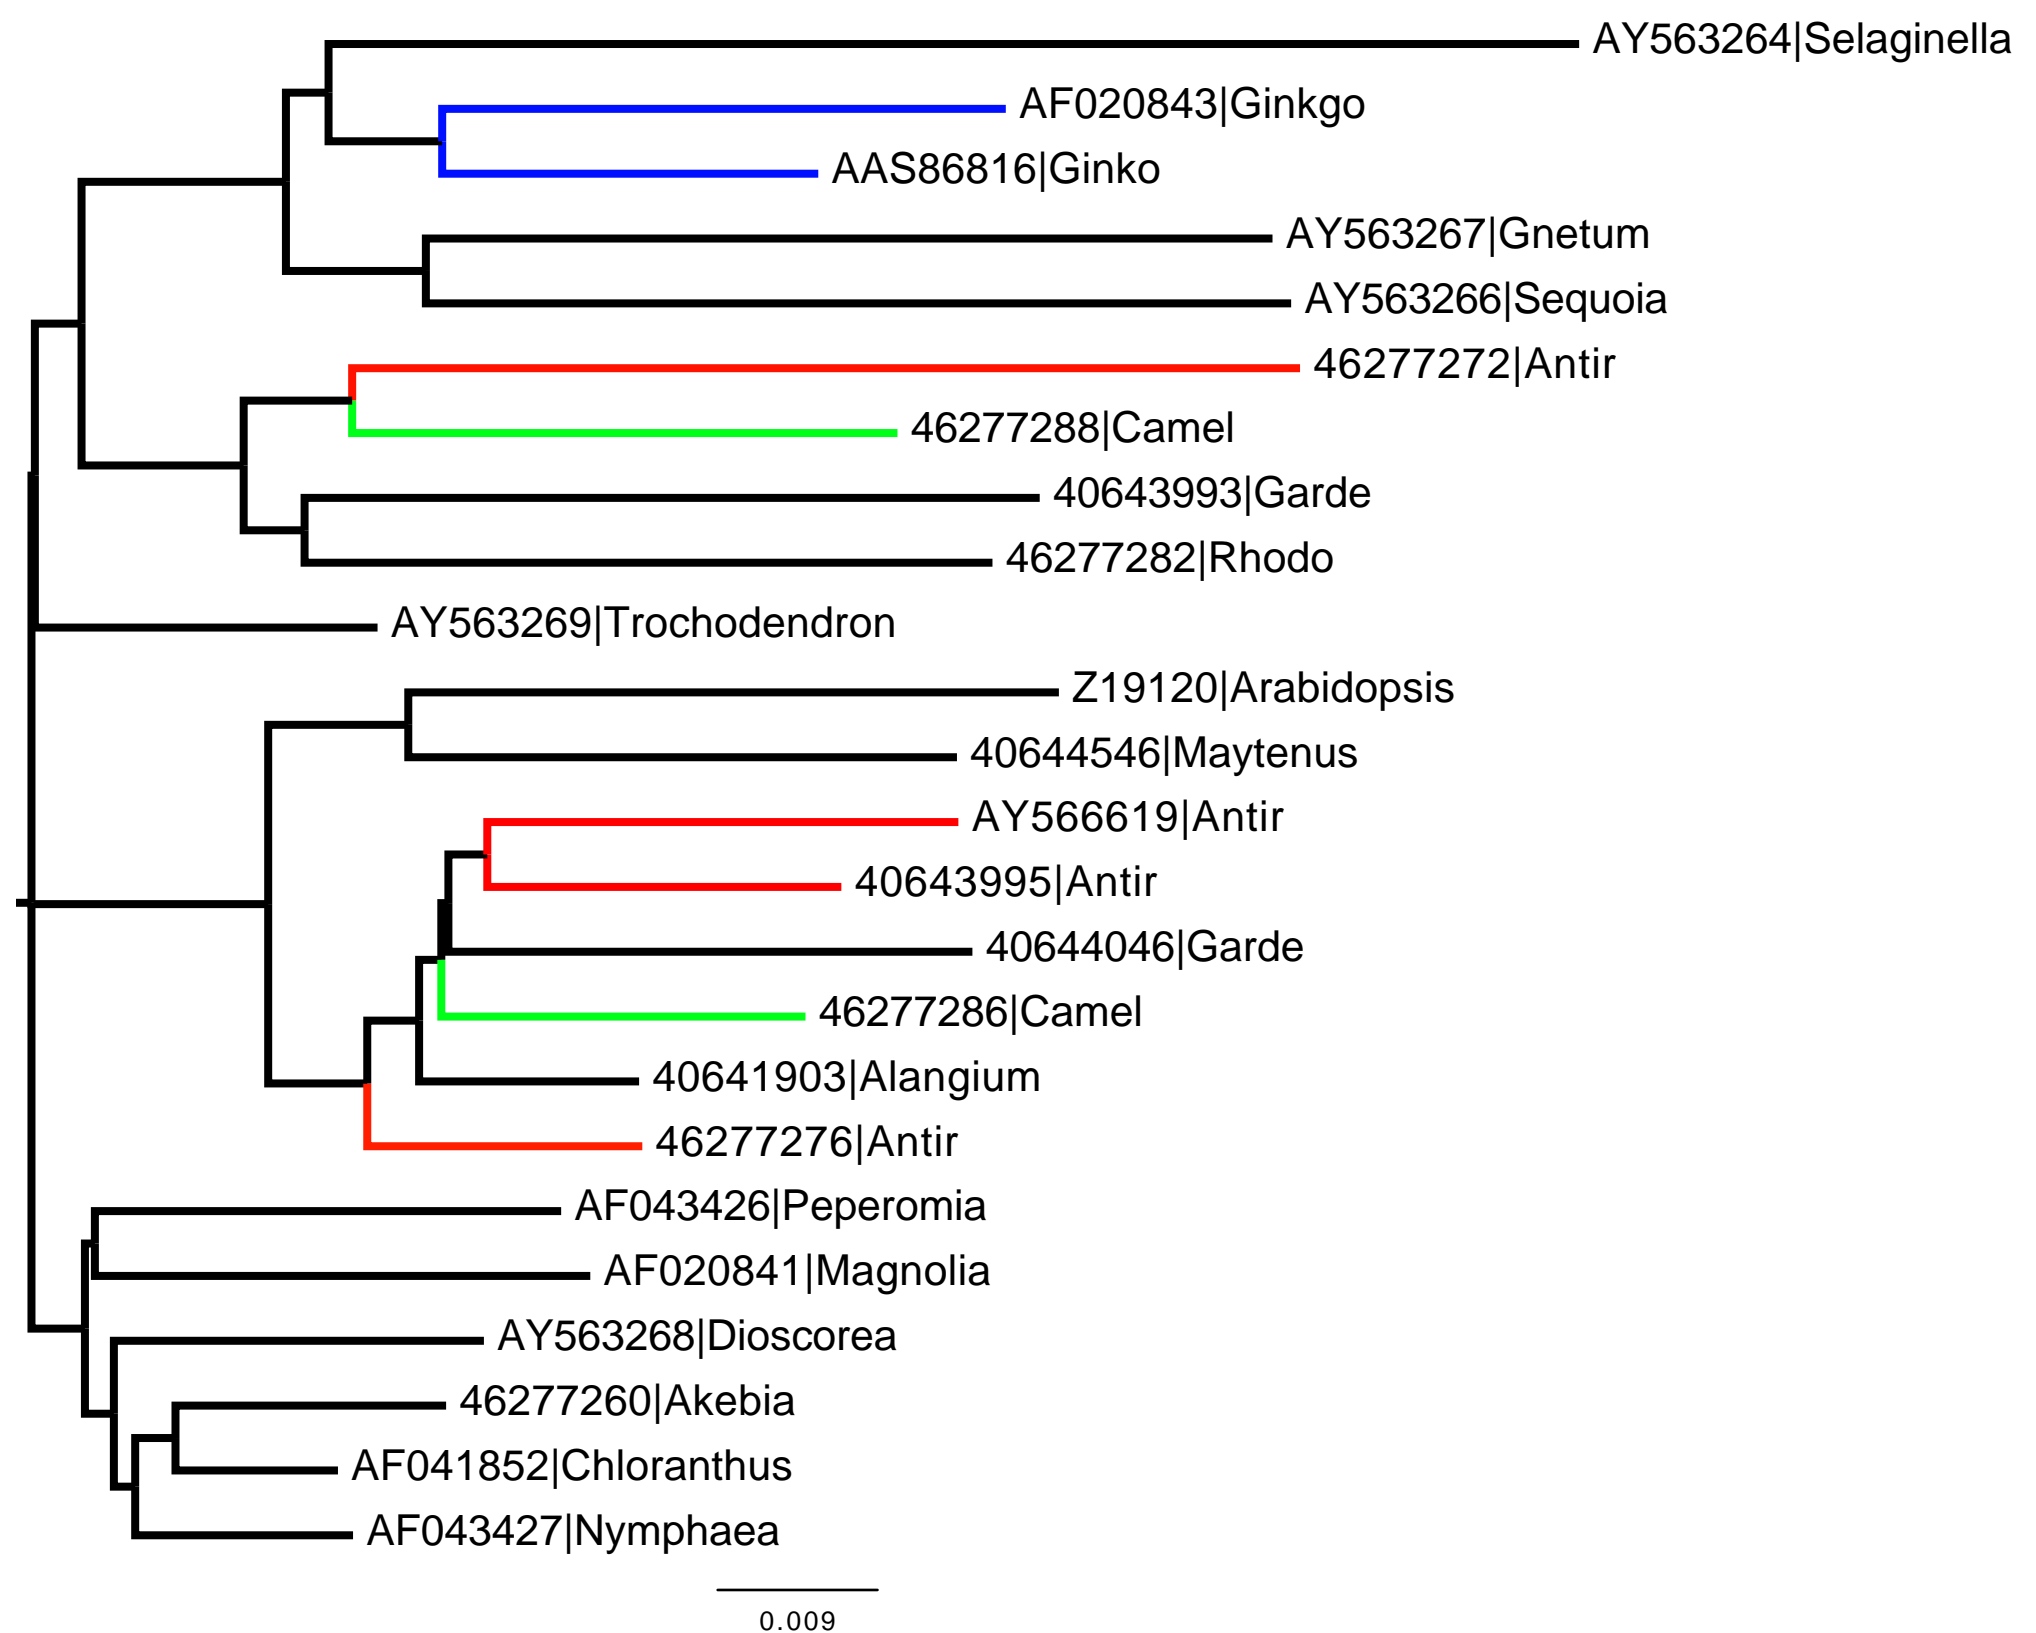 AY563264|Selaginella
AF020843|Ginkgo
AAS86816|Ginko
AY563267|Gnetum
AY563266|Sequoia
46277272|Antir
46277288|Camel
40643993|Garde
46277282|Rhodo
AY563269|Trochodendron
Z19120|Arabidopsis
40644546|Maytenus
AY566619|Antir
40643995|Antir
40644046|Garde
46277286|Camel
40641903|Alangium
46277276|Antir
AF043426|Peperomia
AF020841|Magnolia
AY563268|Dioscorea
46277260|Akebia
AF041852|Chloranthus
AF043427|Nymphaea
0.009